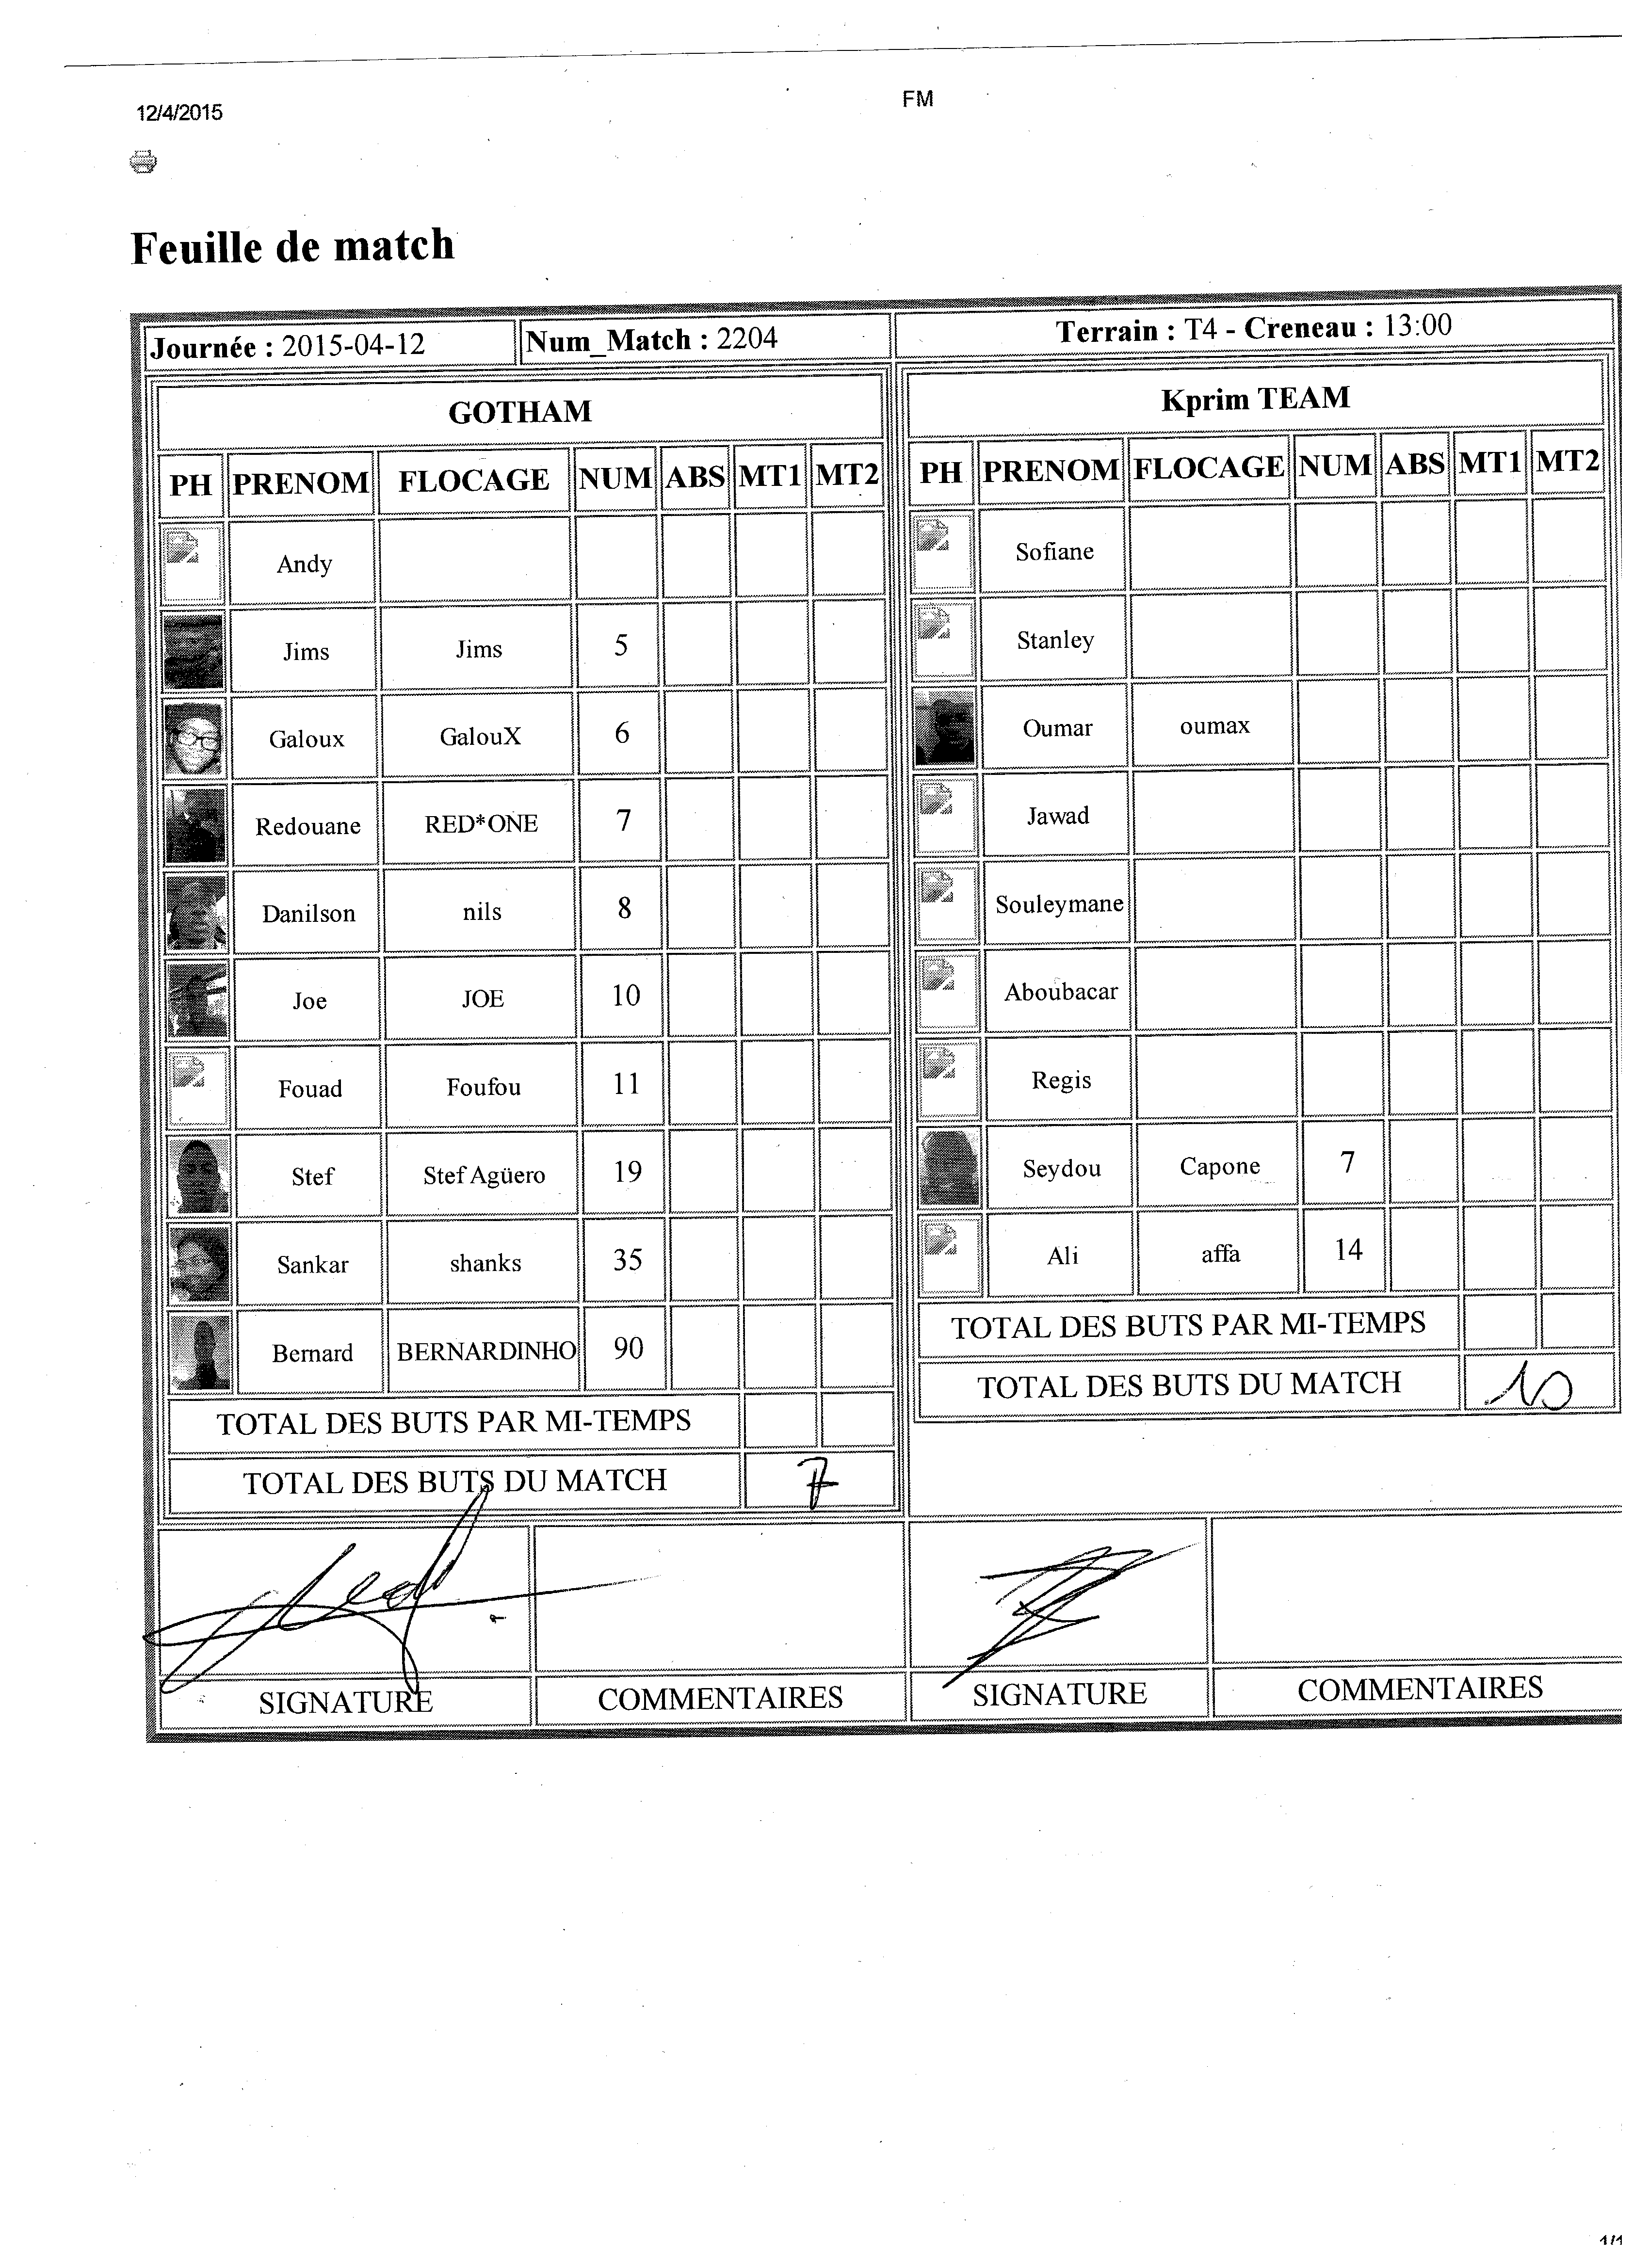 12/4/2015
FM
Feuille de match
Journée : 2015-04-12 Num_Match : 2204 Terrain : T4 - Creneau : 13:00
GOTHAM
PH PRENOM FLOCAGE NUM ABS MT1 MT2
Andy
Jims Jims 5
Galoux GalouX 6
Redouane RED*ONE 7
Danilson nils 8
Joe JOE 10
Fouad Foufou 11
Stef Stef Agüero 19
Sankar shanks 35
Bernard BERNARDINHO 90
TOTAL DES BUTS PAR MI-TEMPS
TOTAL DES BUTS DU MATCH 7
Kprim TEAM
PH PRENOM FLOCAGE NUM ABS MT1 MT2
Sofiane
Stanley
Oumar oumax
Jawad
Souleymane
Aboubacar
Regis
Seydou Capone 7
Ali affa 14
TOTAL DES BUTS PAR MI-TEMPS
TOTAL DES BUTS DU MATCH 10
SIGNATURE COMMENTAIRES SIGNATURE COMMENTAIRES
1/1